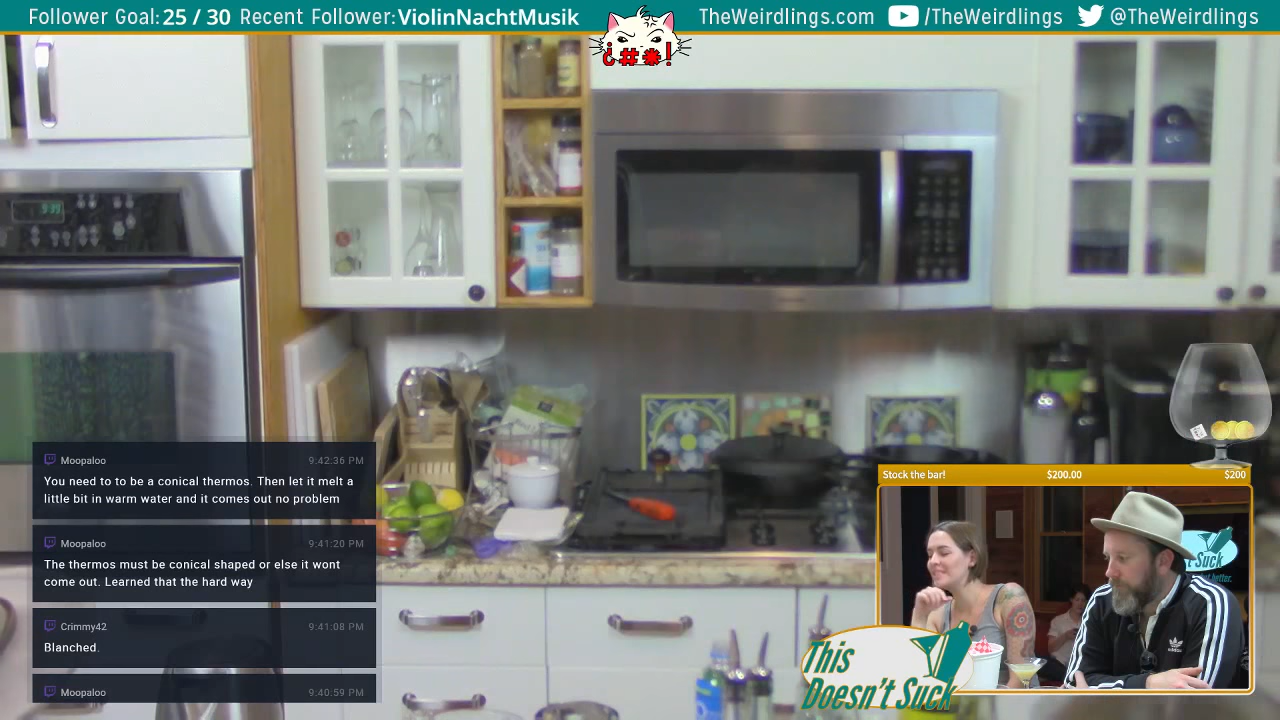 Follower Goal: 25 / 30 Recent Follower: ViolinNachtMusik
¿#*!
TheWeirdlings.com /TheWeirdlings @TheWeirdlings
Moopaloo 9:42:36 PM
You need to to be a conical thermos. Then let it melt a
little bit in warm water and it comes out no problem
Moopaloo 9:41:20 PM
The thermos must be conical shaped or else it wont
come out. Learned that the hard way
Crimmy42 9:41:08 PM
Blanched.
Moopaloo 9:40:59 PM
Stock the bar! $200.00 $200
t Suck
better.
adidas
This
Doesn't Suck